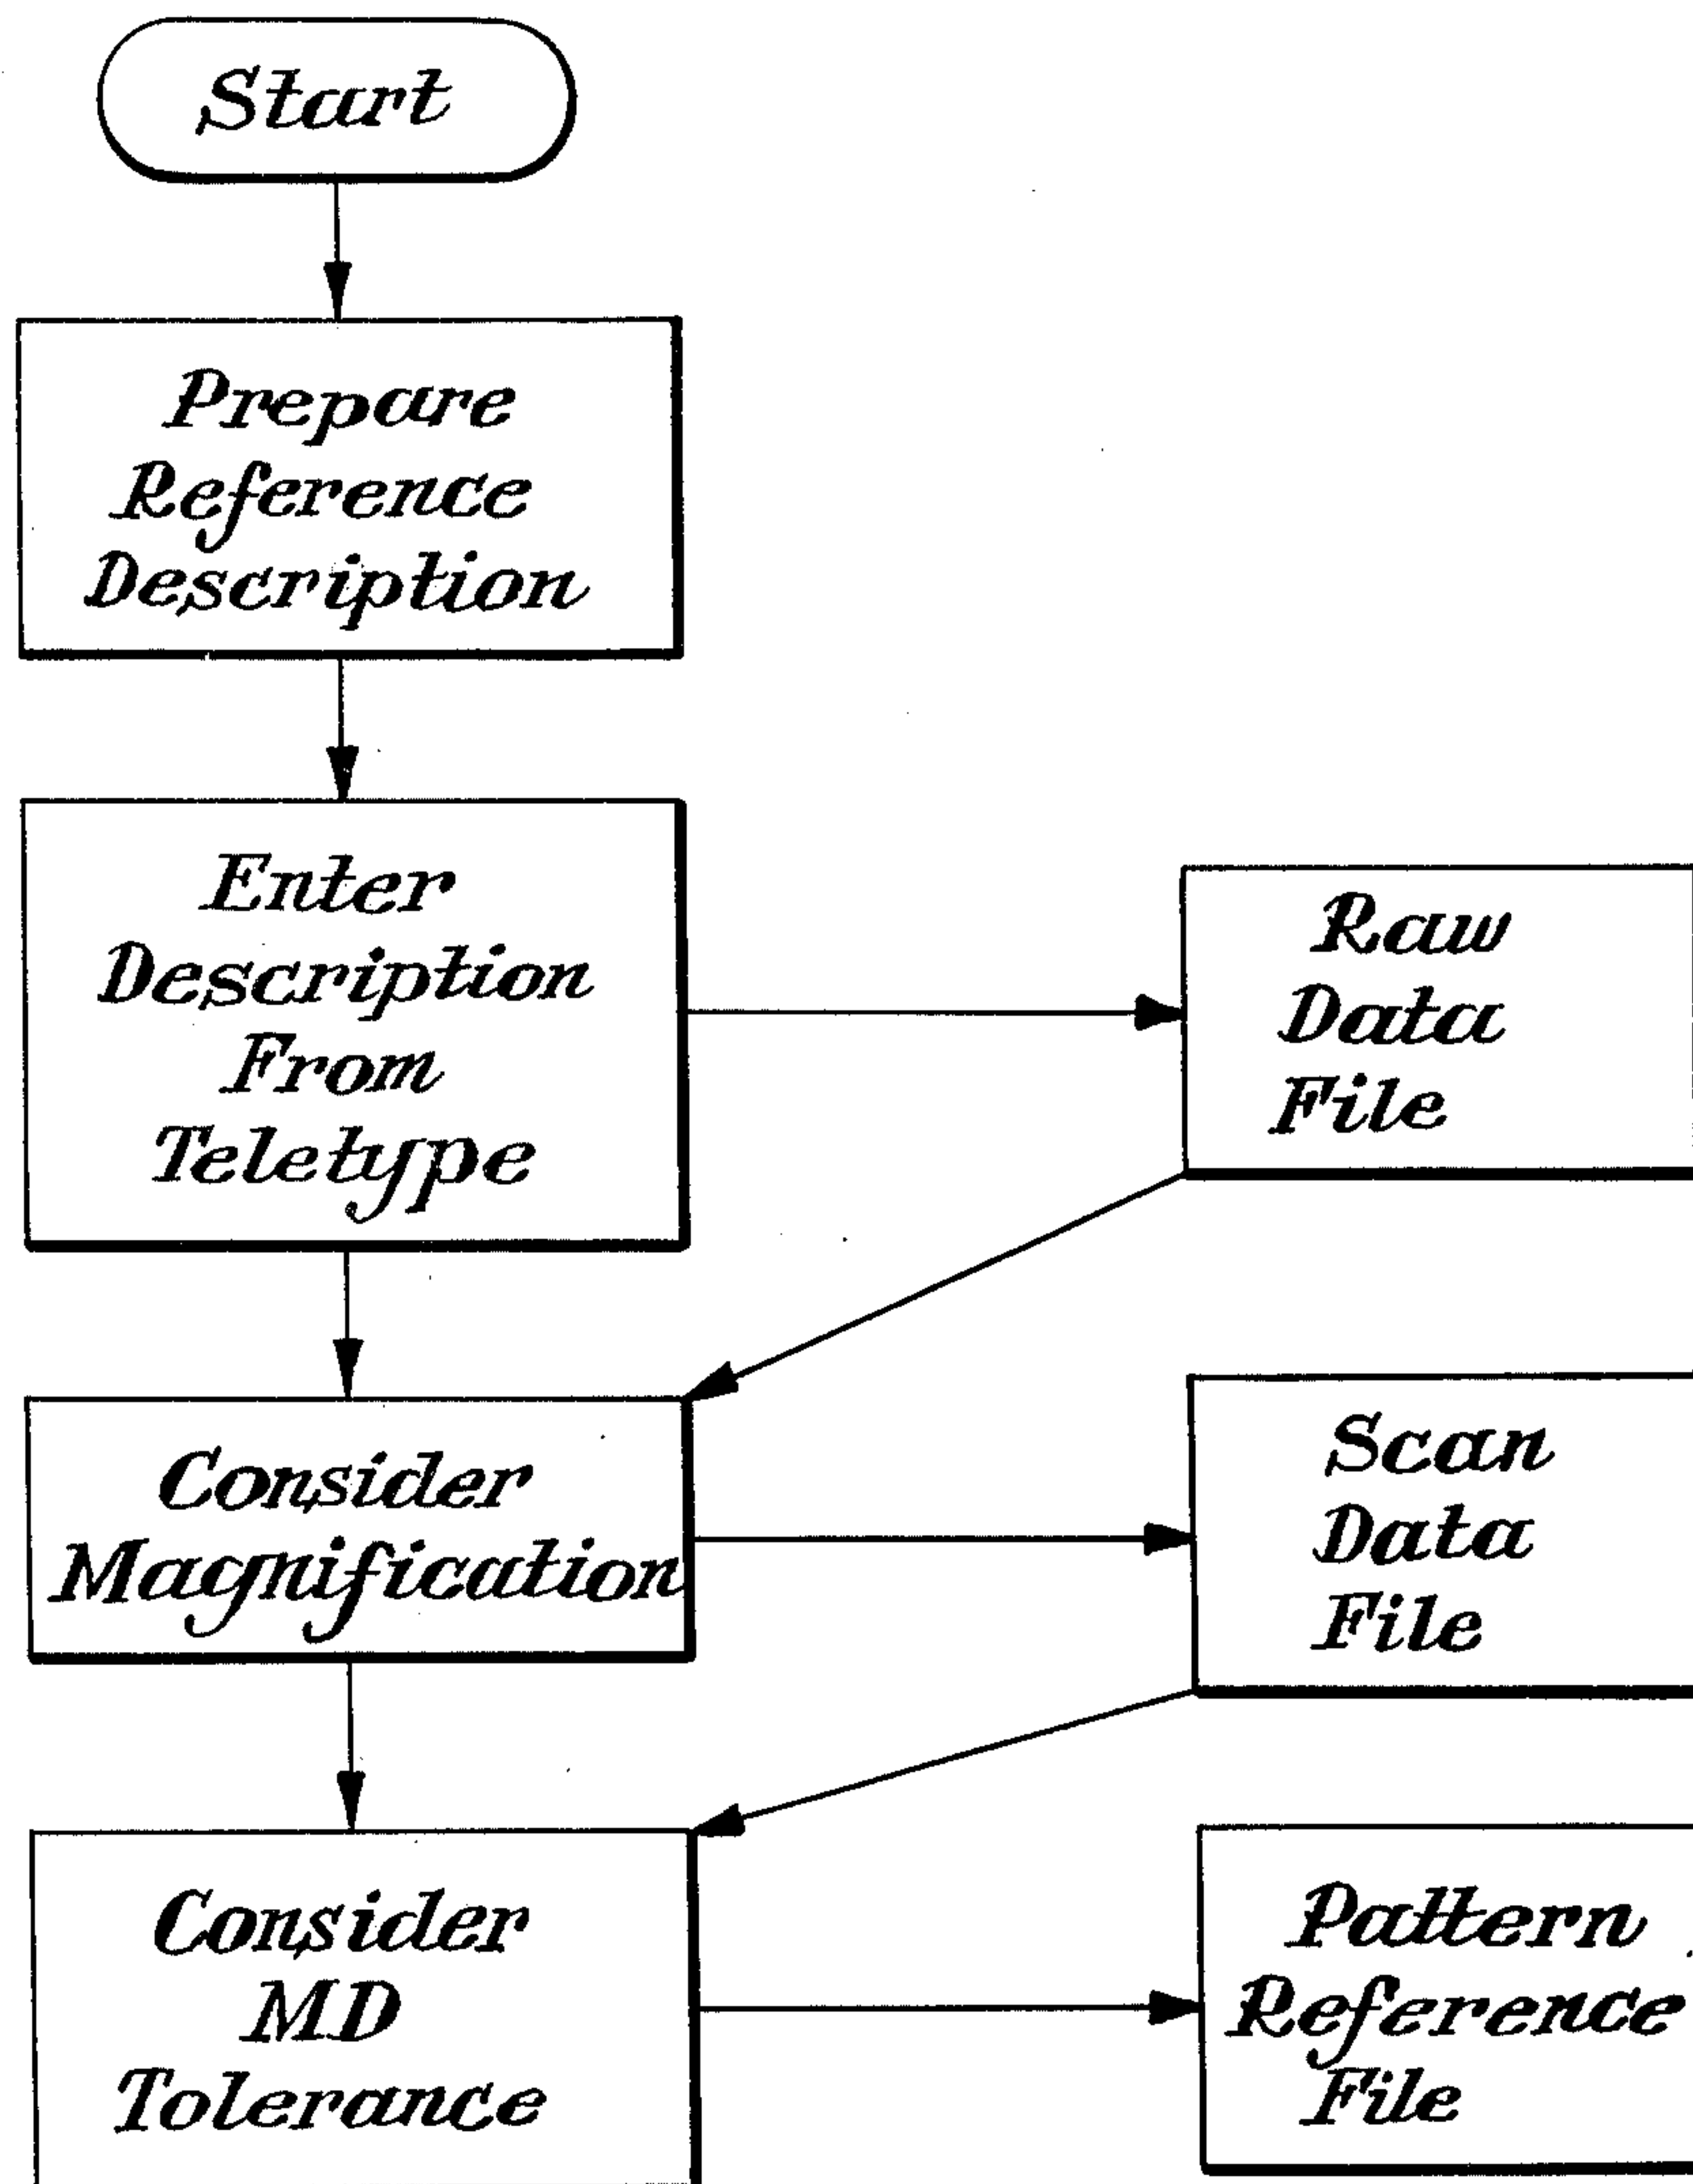 Start
Prepare
Reference
Description
Enter
Description
From
Teletype
Raw
Data
File
Consider
Magnification
Scan
Data
File
Consider
MD
Tolerance
Pattern
Reference
File